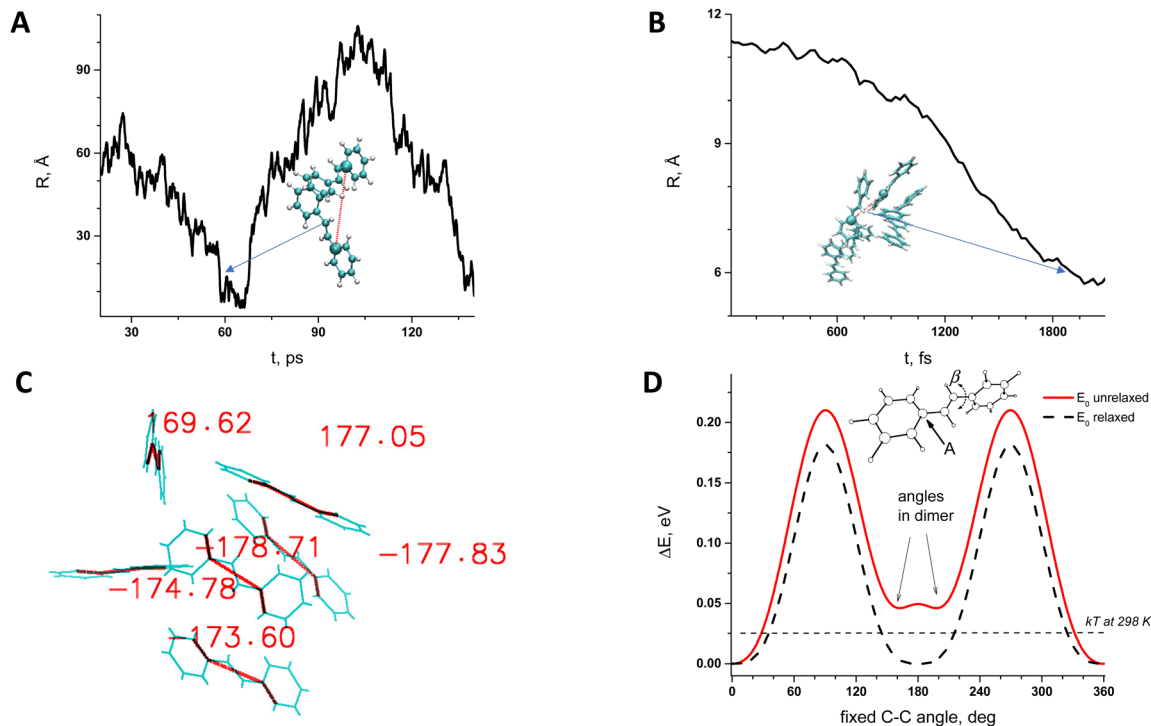 A
90
60
30
R, Å
30
60
90
120
t, ps
B
12
9
6
R, Å
600
1200
1800
t, fs
C
169.62
177.05
−178.71
−177.83
−174.78
−173.60
D
β
E0 unrelaxed
E0 relaxed
A
angles
in dimer
kT at 298 K
0.20
0.15
0.10
0.05
0.00
ΔE, eV
0
60
120
180
240
300
360
fixed C-C angle, deg